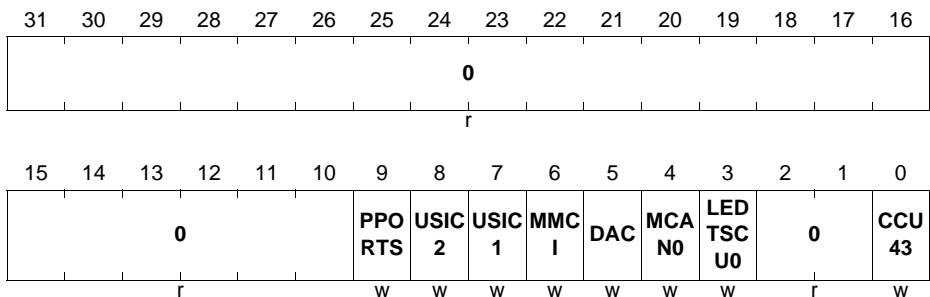 31 30 29 28 27 26 25 24 23 22 21 20 19 18 17 16
0
r
15 14 13 12 11 10 9 8 7 6 5 4 3 2 1 0
0 PPO RTS USIC 2 USIC 1 MMC I DAC MCA N0 LED TSC U0 0 CCU 43
r w w w w w w w r w